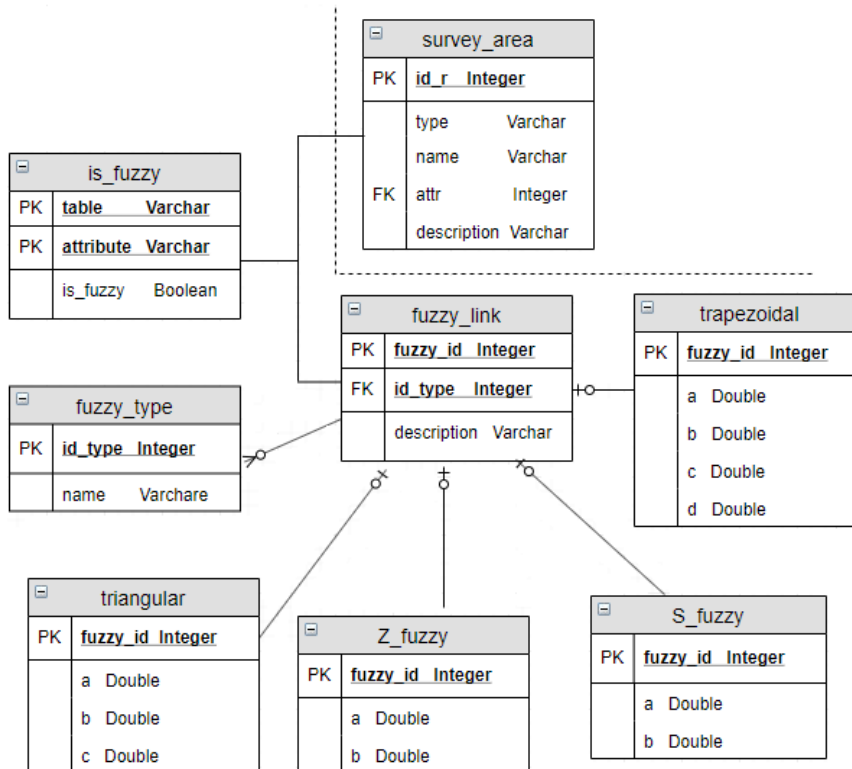 survey_area
PK id_r Integer
type Varchar
name Varchar
FK attr Integer
description Varchar
is_fuzzy
PK table Varchar
PK attribute Varchar
is_fuzzy Boolean
fuzzy_link
PK fuzzy_id Integer
FK id_type Integer
description Varchar
trapezoidal
PK fuzzy_id Integer
a Double
b Double
c Double
d Double
fuzzy_type
PK id_type Integer
name Varchare
triangular
PK fuzzy_id Integer
a Double
b Double
c Double
Z_fuzzy
PK fuzzy_id Integer
a Double
b Double
S_fuzzy
PK fuzzy_id Integer
a Double
b Double